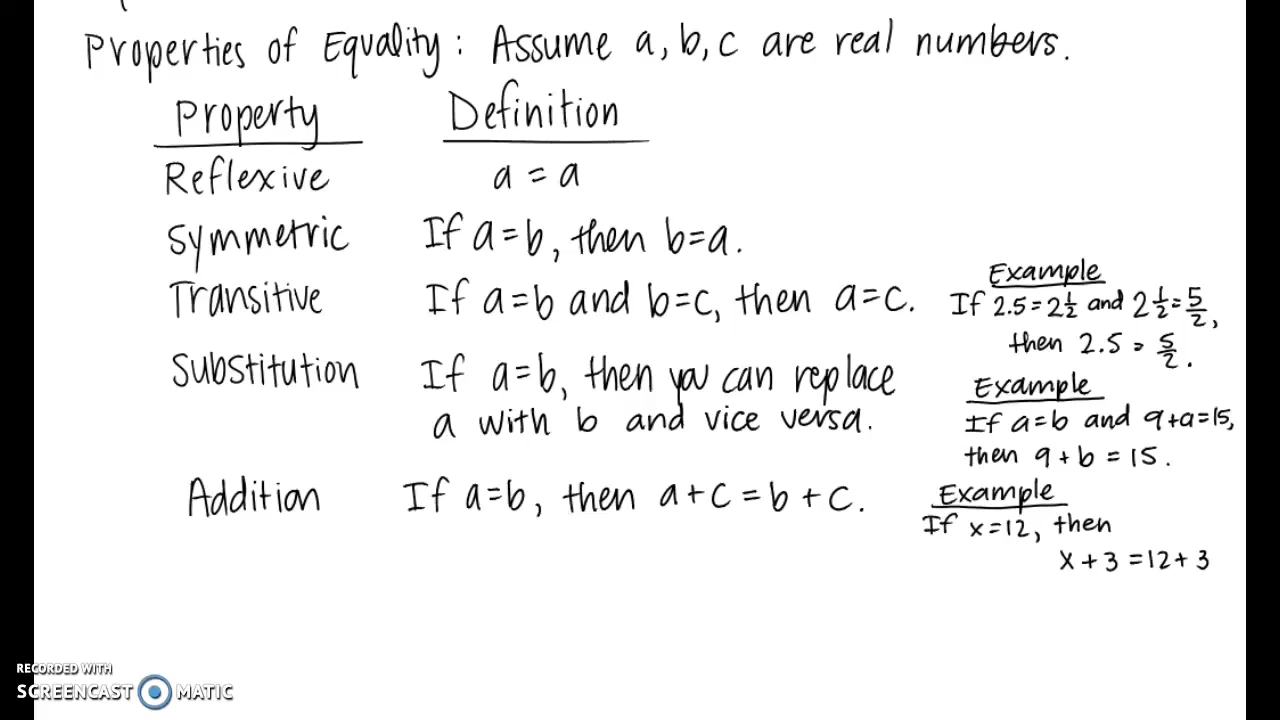 Properties of Equality: Assume a, b, c are real numbers.
Property Definition
Reflexive a = a
Symmetric If a=b, then b=a.
Transitive If a=b and b=c, then a=c.
Example
If 2.5=2 1/2 and 2 1/2=5/2,
then 2.5 = 5/2.
Substitution If a=b, then you can replace
a with b and vice versa.
Example
If a=b and 9+a=15,
then 9+b=15.
Addition If a=b, then a+c=b+c.
Example
If x=12, then
x+3=12+3
RECORDED WITH
SCREENCAST MATIC